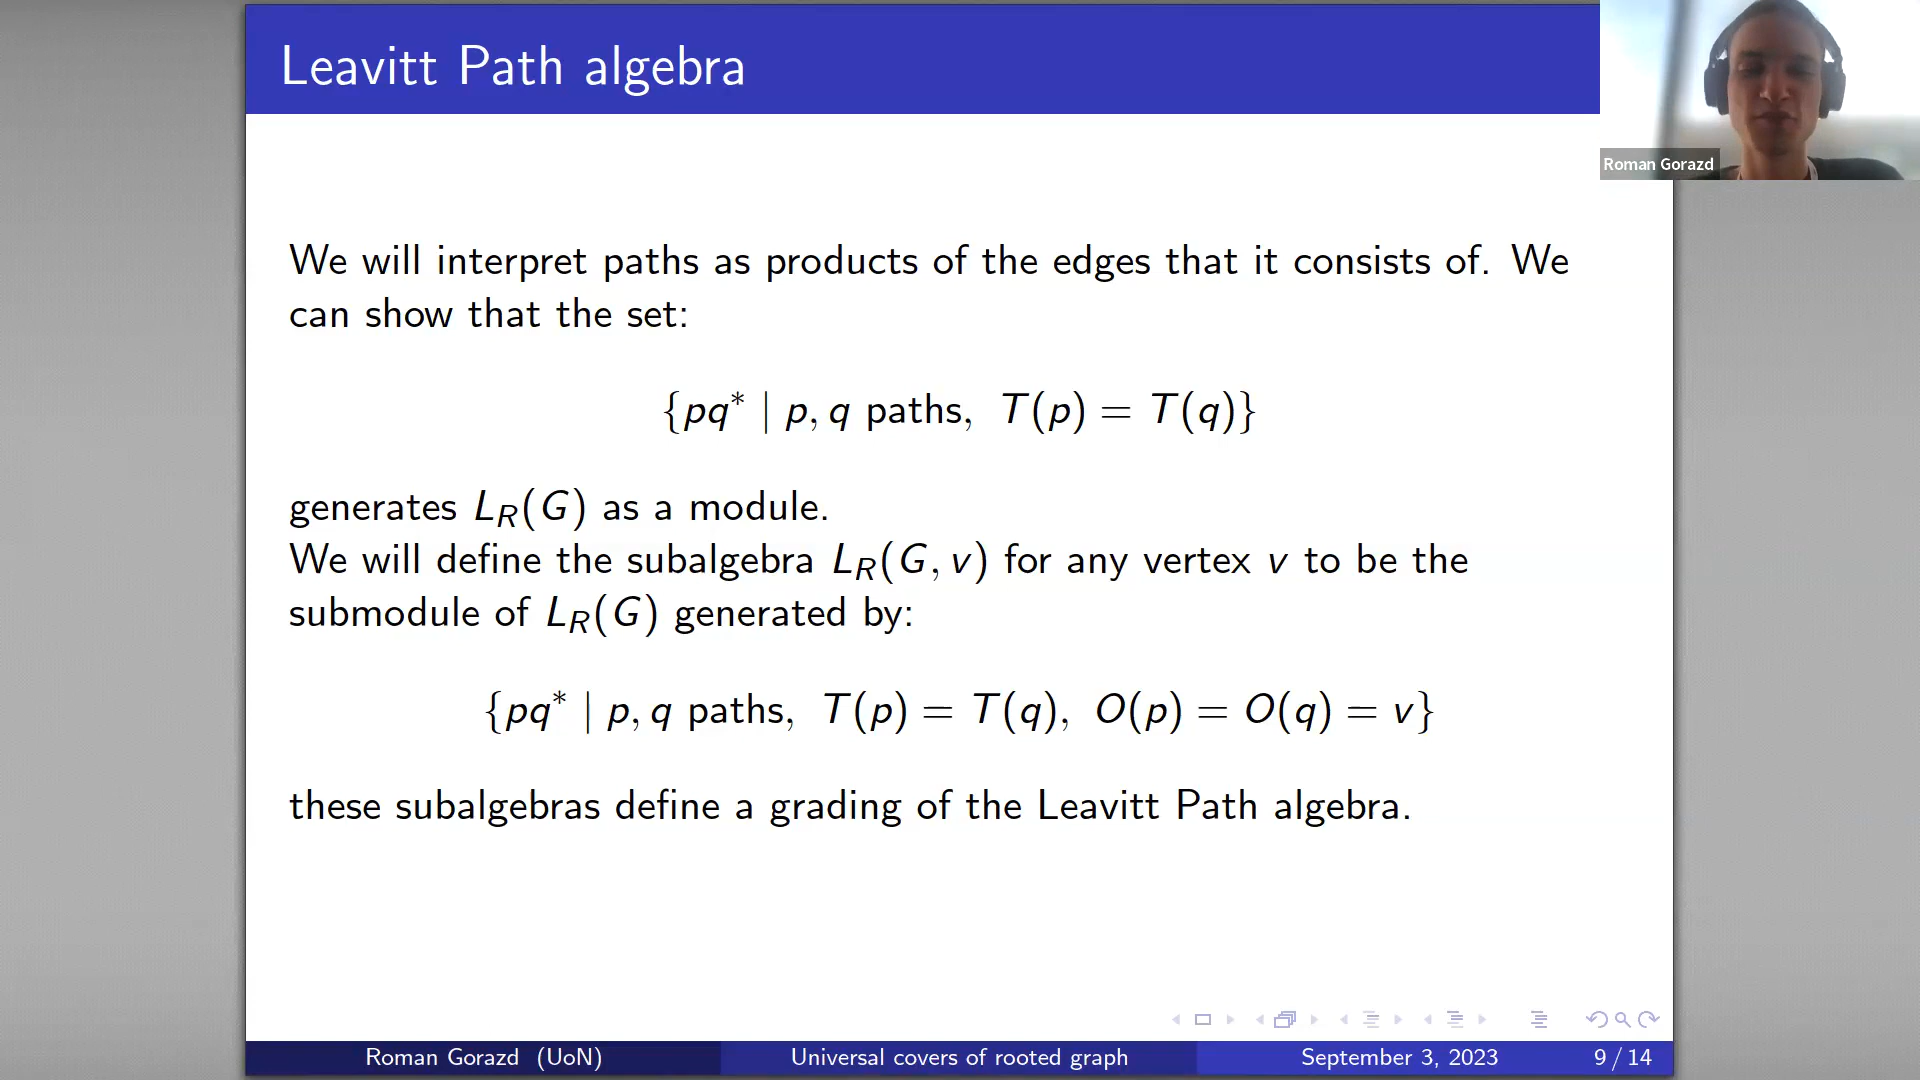 Leavitt Path algebra
Roman Gorazd
We will interpret paths as products of the edges that it consists of. We
can show that the set:
{pq* | p, q paths, T(p) = T(q)}
generates L_R(G) as a module.
We will define the subalgebra L_R(G, v) for any vertex v to be the
submodule of L_R(G) generated by:
{pq* | p, q paths, T(p) = T(q), O(p) = O(q) = v}
these subalgebras define a grading of the Leavitt Path algebra.
Roman Gorazd (UoN) Universal covers of rooted graph September 3, 2023 9 / 14